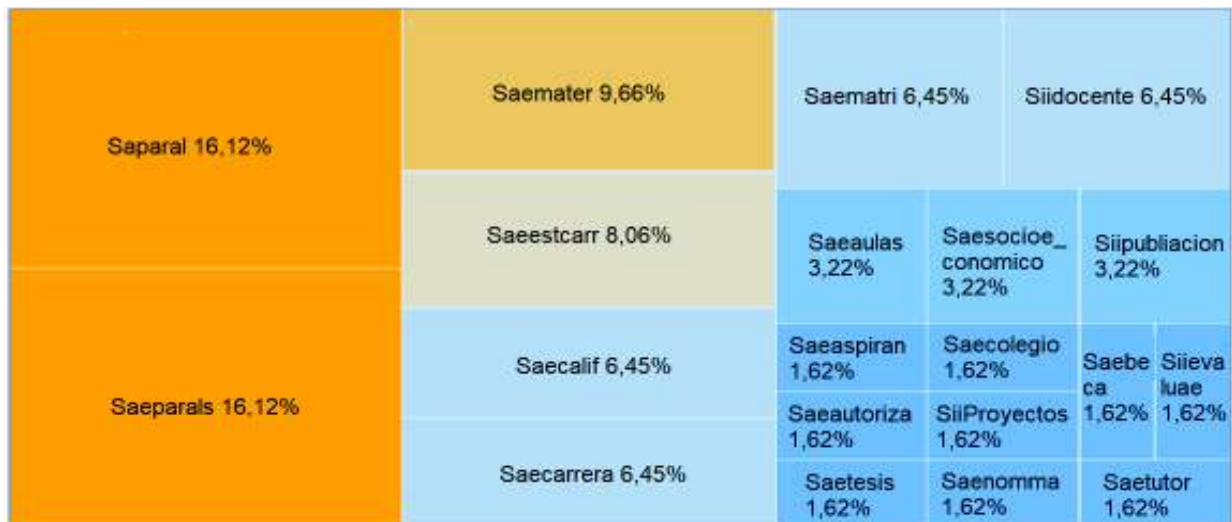 Saparal 16,12%
Saeparals 16,12%
Saemater 9,66%
Saeestcarr 8,06%
Saecalif 6,45%
Saecarrera 6,45%
Saematri 6,45%
Siidocente 6,45%
Saeaulas
3,22%
Saesocioe_
conomico
3,22%
Siipubliacion
3,22%
Saeaspiran
1,62%
Saecolegio
1,62%
Saebe
ca
1,62%
Siieva
luae
1,62%
Saeautoriza
1,62%
SiiProyectos
1,62%
Saetesis
1,62%
Saenomma
1,62%
Saetutor
1,62%